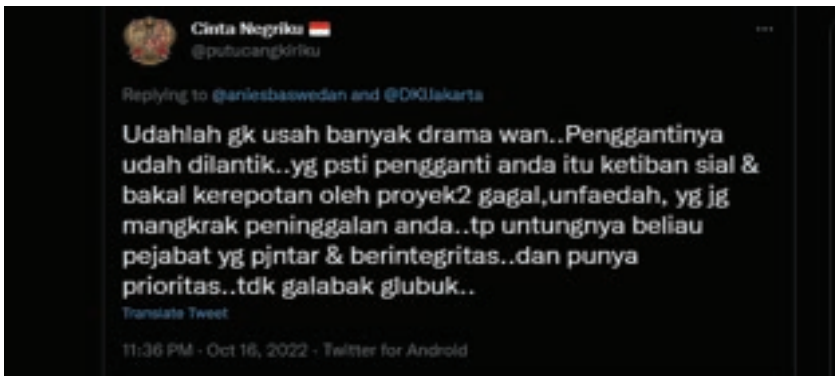 Cinta Negriku 🇮🇩
@putucangkiriku
Replying to @aniesbaswedan and @DKIJakarta
Udahlah gk usah banyak drama wan..Penggantinya
udah dilantik..yg psti pengganti anda itu ketiban sial &
bakal kerepotan oleh proyek2 gagal,unfaedah, yg jg
mangkrak peninggalan anda..tp untungnya beliau
pejabat yg pjntar & berintegritas..dan punya
prioritas..tdk galabak glubuk..
Translate Tweet
11:36 PM · Oct 16, 2022 · Twitter for Android